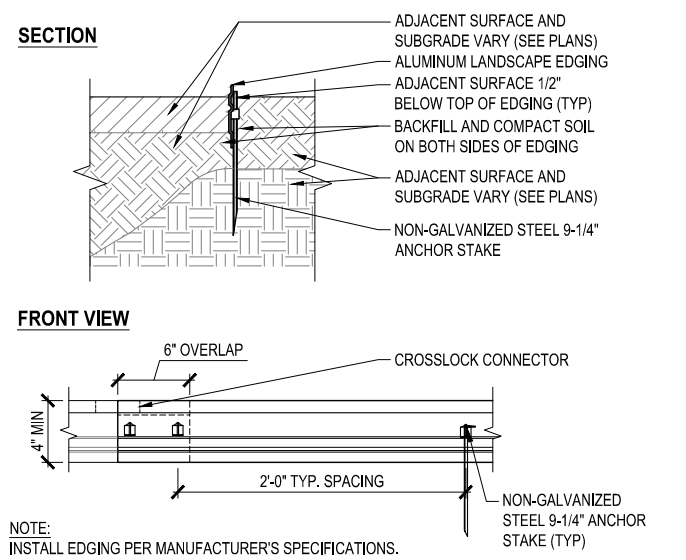 SECTION
ADJACENT SURFACE AND
SUBGRADE VARY (SEE PLANS)
ALUMINUM LANDSCAPE EDGING
ADJACENT SURFACE 1/2"
BELOW TOP OF EDGING (TYP)
BACKFILL AND COMPACT SOIL
ON BOTH SIDES OF EDGING
ADJACENT SURFACE AND
SUBGRADE VARY (SEE PLANS)
NON-GALVANIZED STEEL 9-1/4"
ANCHOR STAKE
FRONT VIEW
6" OVERLAP
CROSSLOCK CONNECTOR
4" MIN
2'-0" TYP. SPACING
NON-GALVANIZED
STEEL 9-1/4" ANCHOR
STAKE (TYP)
NOTE:
INSTALL EDGING PER MANUFACTURER'S SPECIFICATIONS.